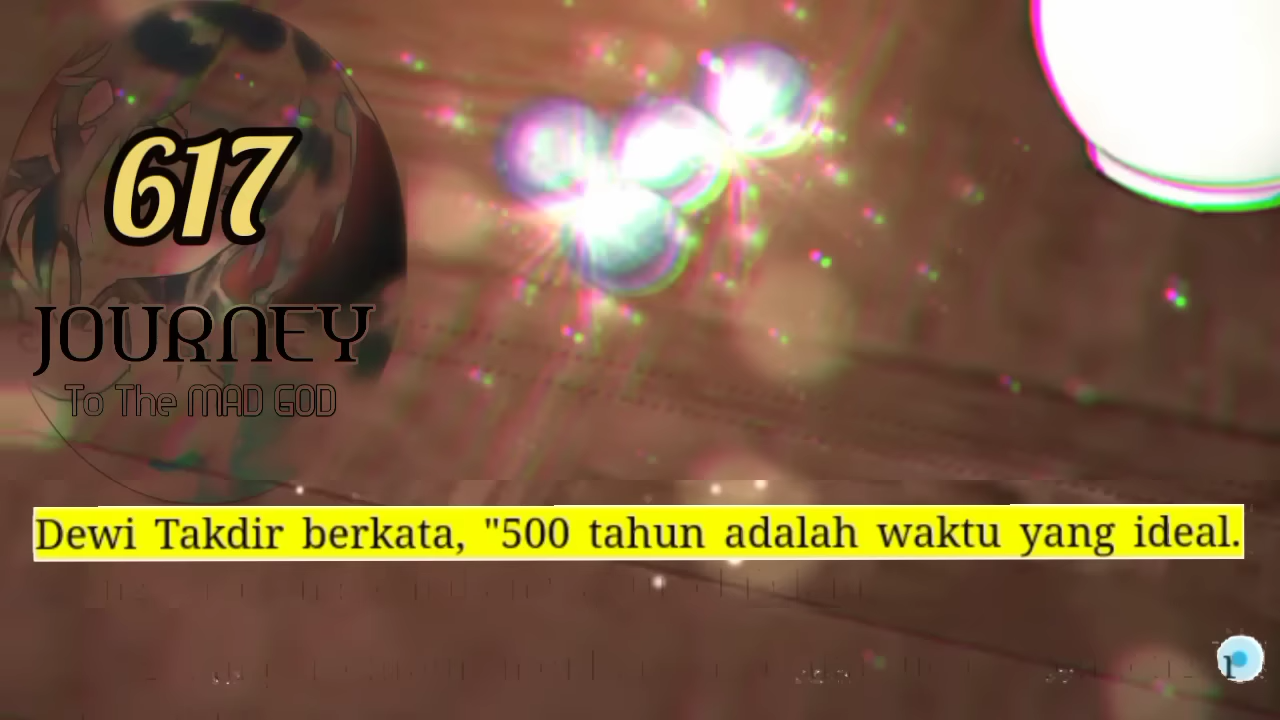 617
JOURNEY
To The MAD GOD
Dewi Takdir berkata, "500 tahun adalah waktu yang ideal.